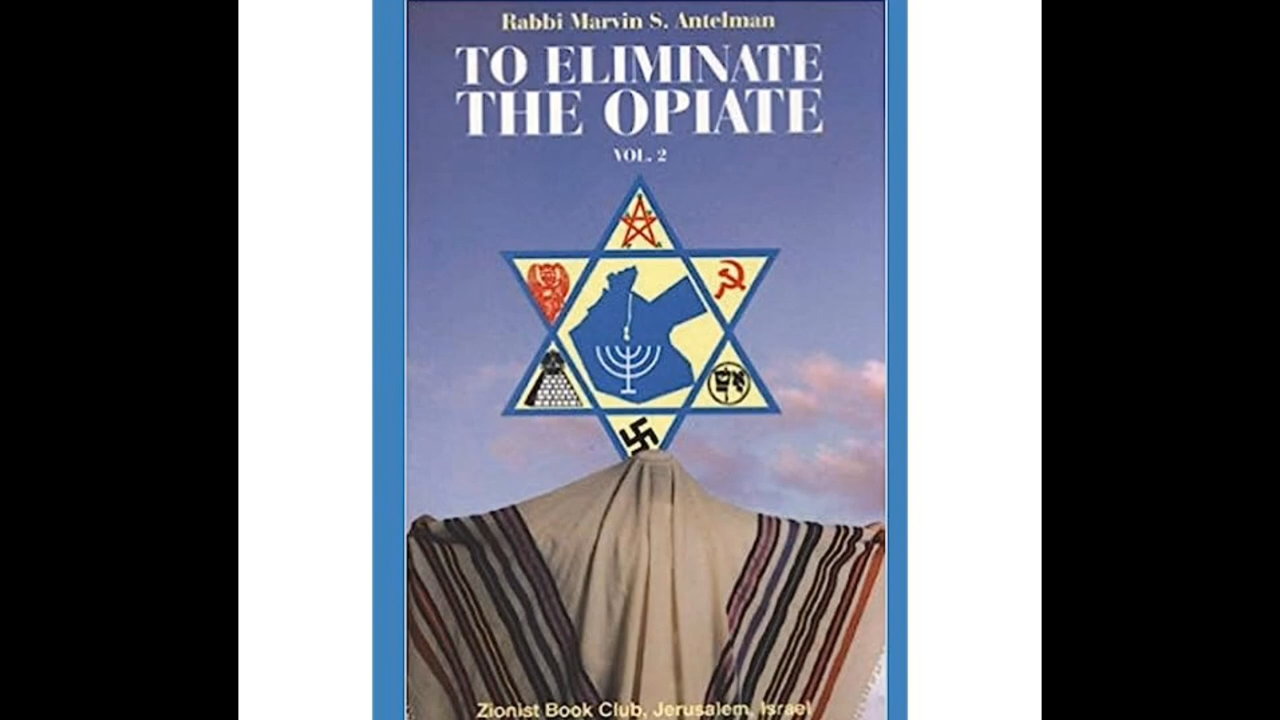 Rabbi Marvin S. Antelman
TO ELIMINATE
THE OPIATE
VOL. 2
Zionist Book Club, Jerusalem, Israel